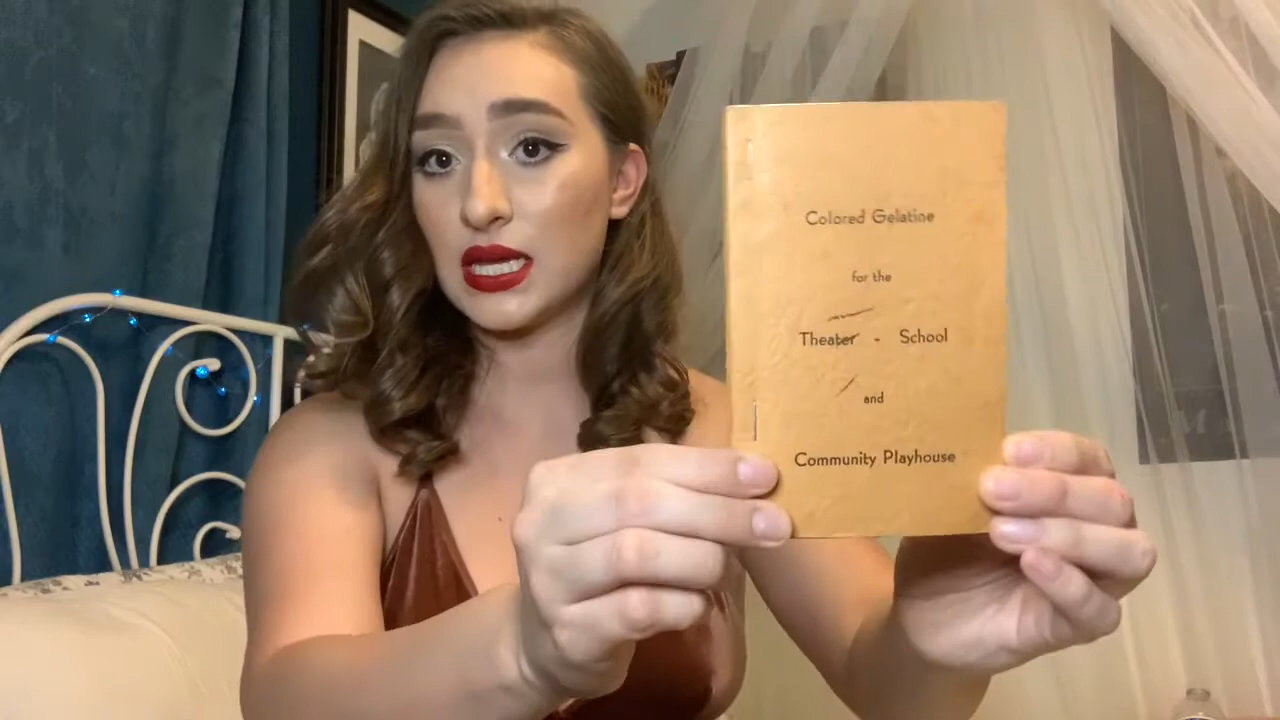 Colored Gelatine
for the
Theater - School
and
Community Playhouse